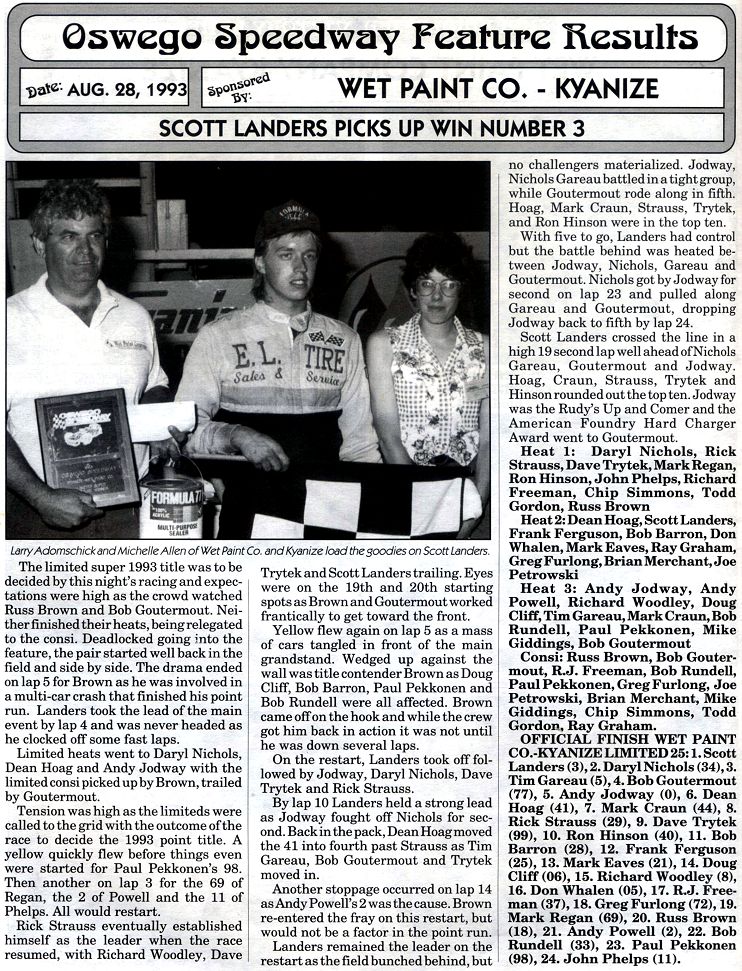 Oswego Speedway Feature Results
Date: AUG. 28, 1993
Sponsored By:
WET PAINT CO. - KYANIZE
SCOTT LANDERS PICKS UP WIN NUMBER 3
FORMULA
E.L. TIRE
Sales & Service
FORMULA 77
100% ACRYLIC
MULTI-PURPOSE
SEALER
Larry Adomschick and Michelle Allen of Wet Paint Co. and Kyanize load the goodies on Scott Landers.
The limited super 1993 title was to be
decided by this night's racing and expec-
tations were high as the crowd watched
Russ Brown and Bob Goutermout. Nei-
ther finished their heats, being relegated
to the consi. Deadlocked going into the
feature, the pair started well back in the
field and side by side. The drama ended
on lap 5 for Brown as he was involved in
a multi-car crash that finished his point
run. Landers took the lead of the main
event by lap 4 and was never headed as
he clocked off some fast laps.
Limited heats went to Daryl Nichols,
Dean Hoag and Andy Jodway with the
limited consi picked up by Brown, trailed
by Goutermout.
Tension was high as the limiteds were
called to the grid with the outcome of the
race to decide the 1993 point title. A
yellow quickly flew before things even
were started for Paul Pekkonen's 98.
Then another on lap 3 for the 69 of
Regan, the 2 of Powell and the 11 of
Phelps. All would restart.
Rick Strauss eventually established
himself as the leader when the race
resumed, with Richard Woodley, Dave
Trytek and Scott Landers trailing. Eyes
were on the 19th and 20th starting
spots as Brown and Goutermout worked
frantically to get toward the front.
Yellow flew again on lap 5 as a mass
of cars tangled in front of the main
grandstand. Wedged up against the
wall was title contender Brown as Doug
Cliff, Bob Barron, Paul Pekkonen and
Bob Rundell were all affected. Brown
came off on the hook and while the crew
got him back in action it was not until
he was down several laps.
On the restart, Landers took off fol-
lowed by Jodway, Daryl Nichols, Dave
Trytek and Rick Strauss.
By lap 10 Landers held a strong lead
as Jodway fought off Nichols for sec-
ond. Back in the pack, Dean Hoag moved
the 41 into fourth past Strauss as Tim
Gareau, Bob Goutermout and Trytek
moved in.
Another stoppage occurred on lap 14
as Andy Powell's 2 was the cause. Brown
re-entered the fray on this restart, but
would not be a factor in the point run.
Landers remained the leader on the
restart as the field bunched behind, but
no challengers materialized. Jodway,
Nichols Gareau battled in a tight group,
while Goutermout rode along in fifth.
Hoag, Mark Craun, Strauss, Trytek,
and Ron Hinson were in the top ten.
With five to go, Landers had control
but the battle behind was heated be-
tween Jodway, Nichols, Gareau and
Goutermout. Nichols got by Jodway for
second on lap 23 and pulled along
Gareau and Goutermout, dropping
Jodway back to fifth by lap 24.
Scott Landers crossed the line in a
high 19 second lap well ahead of Nichols
Gareau, Goutermout and Jodway.
Hoag, Craun, Strauss, Trytek and
Hinson rounded out the top ten. Jodway
was the Rudy's Up and Comer and the
American Foundry Hard Charger
Award went to Goutermout.
Heat 1: Daryl Nichols, Rick
Strauss, Dave Trytek, Mark Regan,
Ron Hinson, John Phelps, Richard
Freeman, Chip Simmons, Todd
Gordon, Russ Brown
Heat 2: Dean Hoag, Scott Landers,
Frank Ferguson, Bob Barron, Don
Whalen, Mark Eaves, Ray Graham,
Greg Furlong, Brian Merchant, Joe
Petrowski
Heat 3: Andy Jodway, Andy
Powell, Richard Woodley, Doug
Cliff, Tim Gareau, Mark Craun, Bob
Rundell, Paul Pekkonen, Mike
Giddings, Bob Goutermout
Consi: Russ Brown, Bob Gouter-
mout, R.J. Freeman, Bob Rundell,
Paul Pekkonen, Greg Furlong, Joe
Petrowski, Brian Merchant, Mike
Giddings, Chip Simmons, Todd
Gordon, Ray Graham.
OFFICIAL FINISH WET PAINT
CO.-KYANIZE LIMITED 25: 1. Scott
Landers (3), 2. Daryl Nichols (34), 3.
Tim Gareau (5), 4. Bob Goutermout
(77), 5. Andy Jodway (0), 6. Dean
Hoag (41), 7. Mark Craun (44), 8.
Rick Strauss (29), 9. Dave Trytek
(99), 10. Ron Hinson (40), 11. Bob
Barron (28), 12. Frank Ferguson
(25), 13. Mark Eaves (21), 14. Doug
Cliff (06), 15. Richard Woodley (8),
16. Don Whalen (05), 17. R.J. Free-
man (37), 18. Greg Furlong (72), 19.
Mark Regan (69), 20. Russ Brown
(18), 21. Andy Powell (2), 22. Bob
Rundell (33), 23. Paul Pekkonen
(98), 24. John Phelps (11).